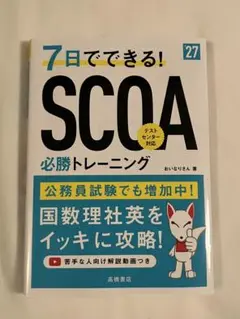 7日でできる!
'27
SCOA
テスト
センター
対応
必勝トレーニング
おいなりさん 著
公務員試験でも増加中!
国数理社英を
イッキに攻略!
苦手な人向け解説動画つき
高橋書店